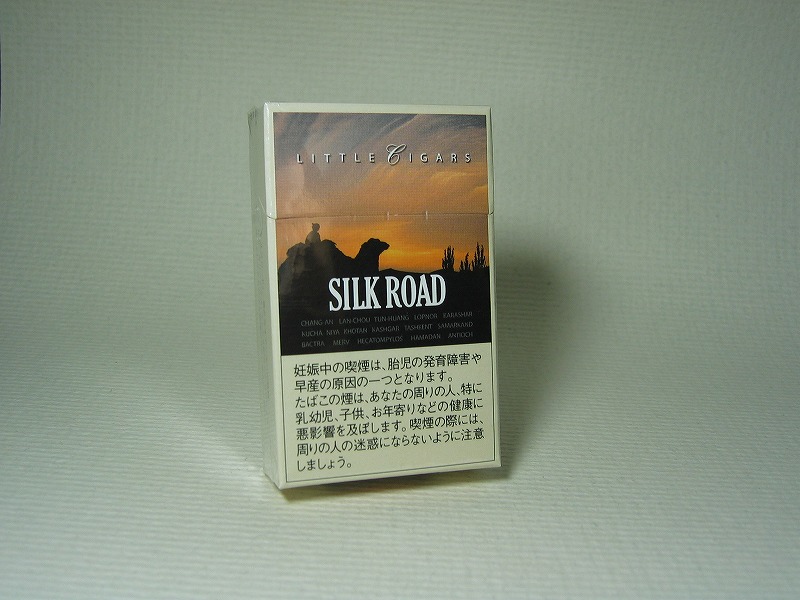 LITTLE CIGARS
SILK ROAD
CHANG-AN LAN-CHOU TUN-HUANG LOPNOR KARASHAR
KUCHA NIYA KHOTAN KASHGAR TASHKENT SAMARKAND
BACTRA MERV HECATOMPYLOS HAMADAN ANTIOCH
妊娠中の喫煙は、胎児の発育障害や
早産の原因の一つとなります。
たばこの煙は、あなたの周りの人、特に
乳幼児、子供、お年寄りなどの健康に
悪影響を及ぼします。喫煙の際には、
周りの人の迷惑にならないように注意
しましょう。